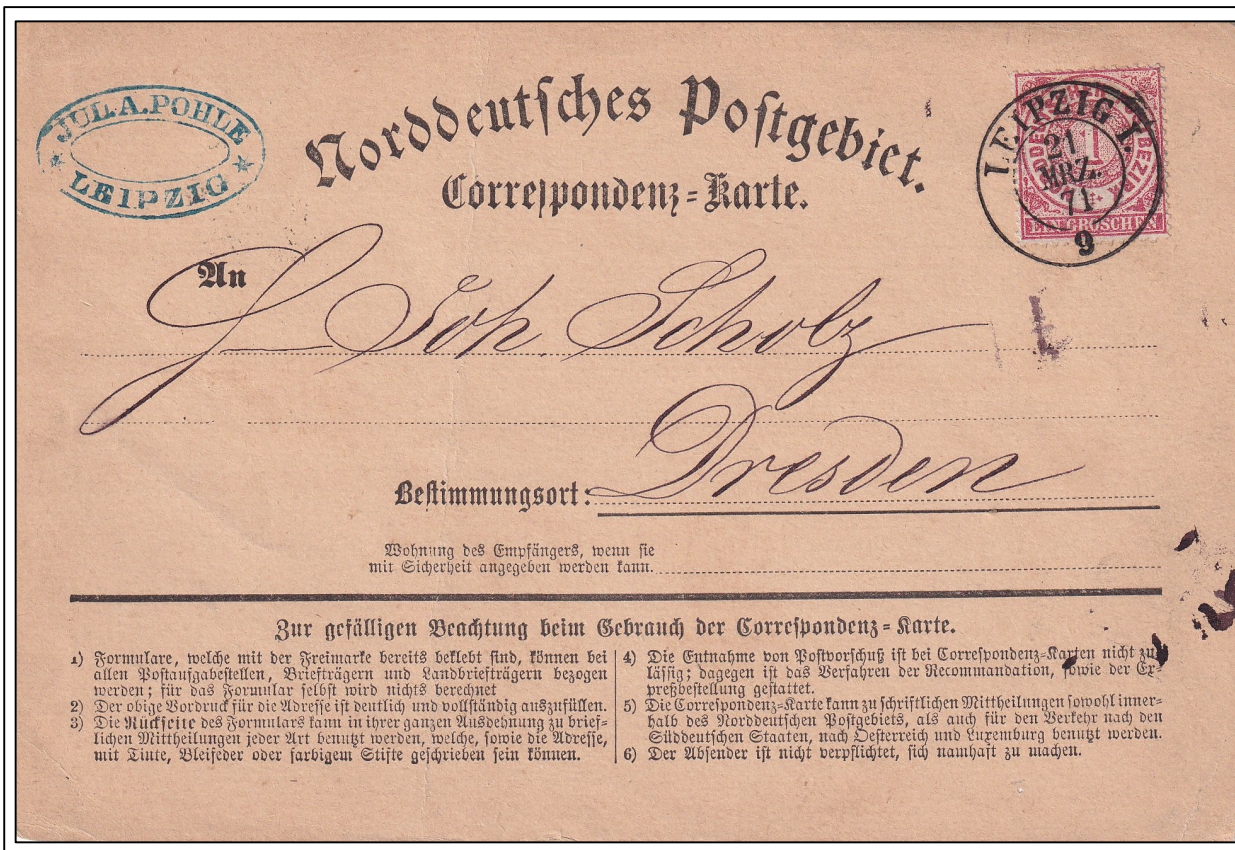 JUL. A. POHLE
LEIPZIG
Norddeutsches Postgebiet.
Correspondenz=Karte.
LEIPZIG I.
21
MRZ.
71
9
BEZIRK
1
EIN GROSCHEN
An
Joh. Scholz
Bestimmungsort: Dresden
Wohnung des Empfängers, wenn sie
mit Sicherheit angegeben werden kann.
Zur gefälligen Beachtung beim Gebrauch der Correspondenz=Karte.
1) Formulare, welche mit der Freimarke bereits beklebt sind, können bei
allen Postaufgabestellen, Briefträgern und Landbriefträgern bezogen
werden; für das Formular selbst wird nichts berechnet
2) Der obige Vordruck für die Adresse ist deutlich und vollständig auszufüllen.
3) Die Rückseite des Formulars kann in ihrer ganzen Ausdehnung zu brief-
lichen Mittheilungen jeder Art benutzt werden, welche, sowie die Adresse,
mit Tinte, Bleifeder oder farbigem Stifte geschrieben sein können.
4) Die Entnahme von Postvorschuß ist bei Correspondenz=Karten nicht zu-
lässig; dagegen ist das Verfahren der Recommandation, sowie der Ex-
preßbestellung gestattet.
5) Die Correspondenz=Karte kann zu schriftlichen Mittheilungen sowohl inner-
halb des Norddeutschen Postgebiets, als auch für den Verkehr nach den
Süddeutschen Staaten, nach Oesterreich und Luxemburg benutzt werden.
6) Der Absender ist nicht verpflichtet, sich namhaft zu machen.